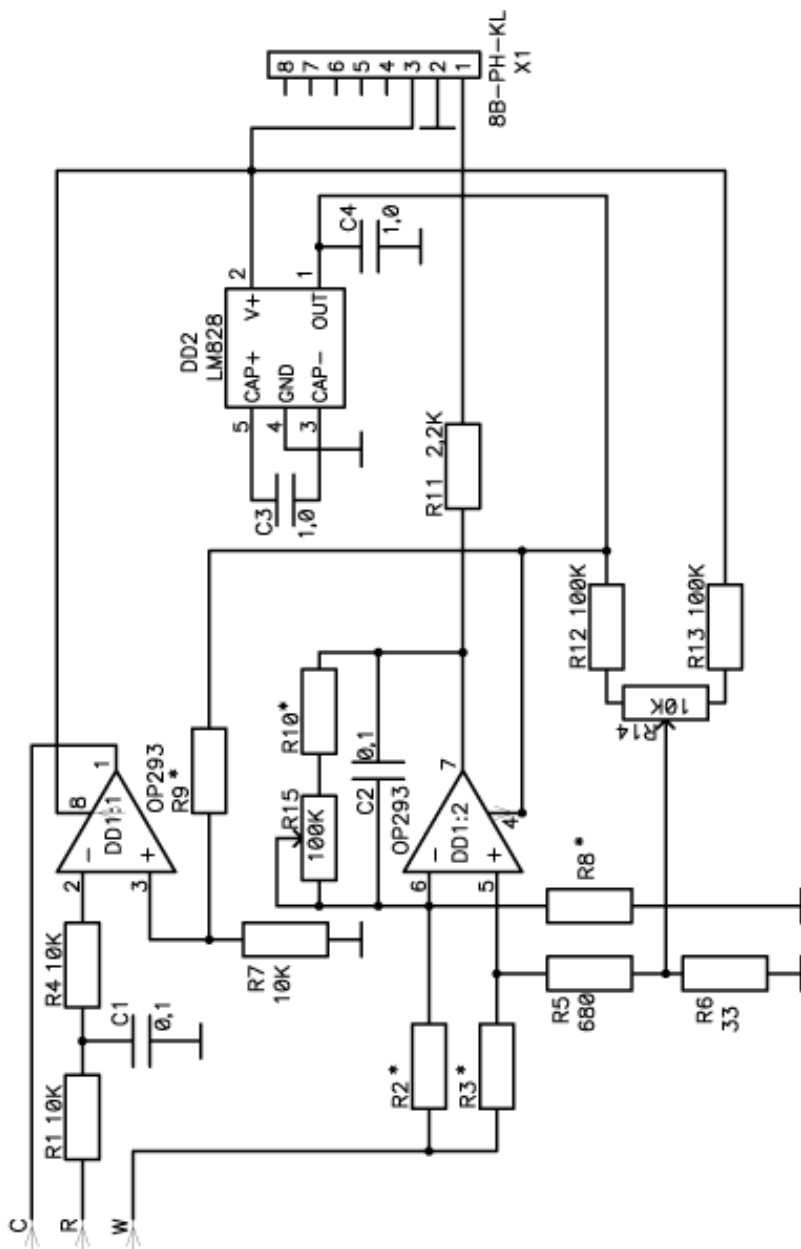 C
R
W
R1 10K
R4 10K
C1
0,1
2
3
-
+
DD1:1
8
1
OP293
R9*
R7
10K
R2*
R3*
R15
100K
R10*
C2
0,1
OP293
6
5
-
+
DD1:2
7
4
R8*
R5
680
R6
33
R14
10K
R12 100K
R13 100K
R11 2,2K
C3
1,0
DD2
LM828
5
4
3
CAP+
GND
CAP-
V+
OUT
2
1
C4
1,0
8
7
6
5
4
3
2
1
8B-PH-KL
X1